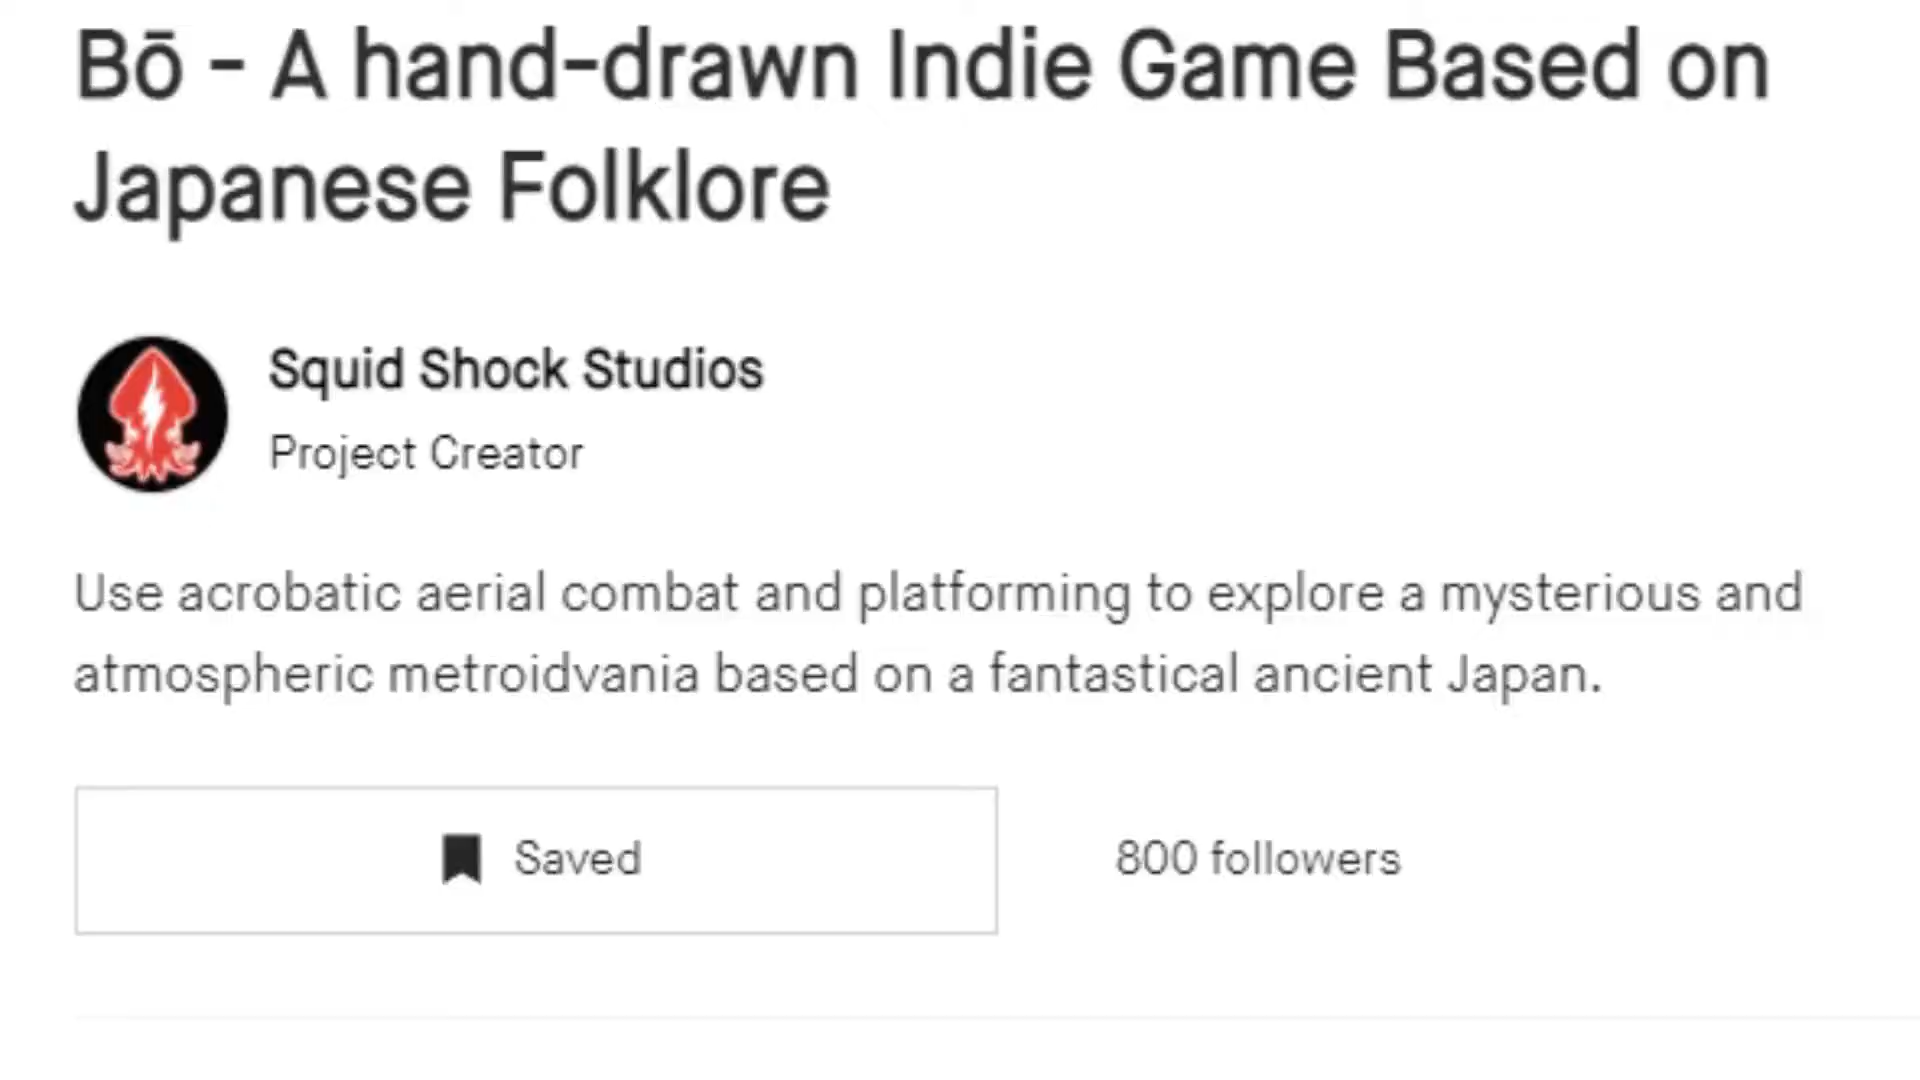 Bō - A hand-drawn Indie Game Based on
Japanese Folklore
Squid Shock Studios
Project Creator
Use acrobatic aerial combat and platforming to explore a mysterious and
atmospheric metroidvania based on a fantastical ancient Japan.
Saved
800 followers